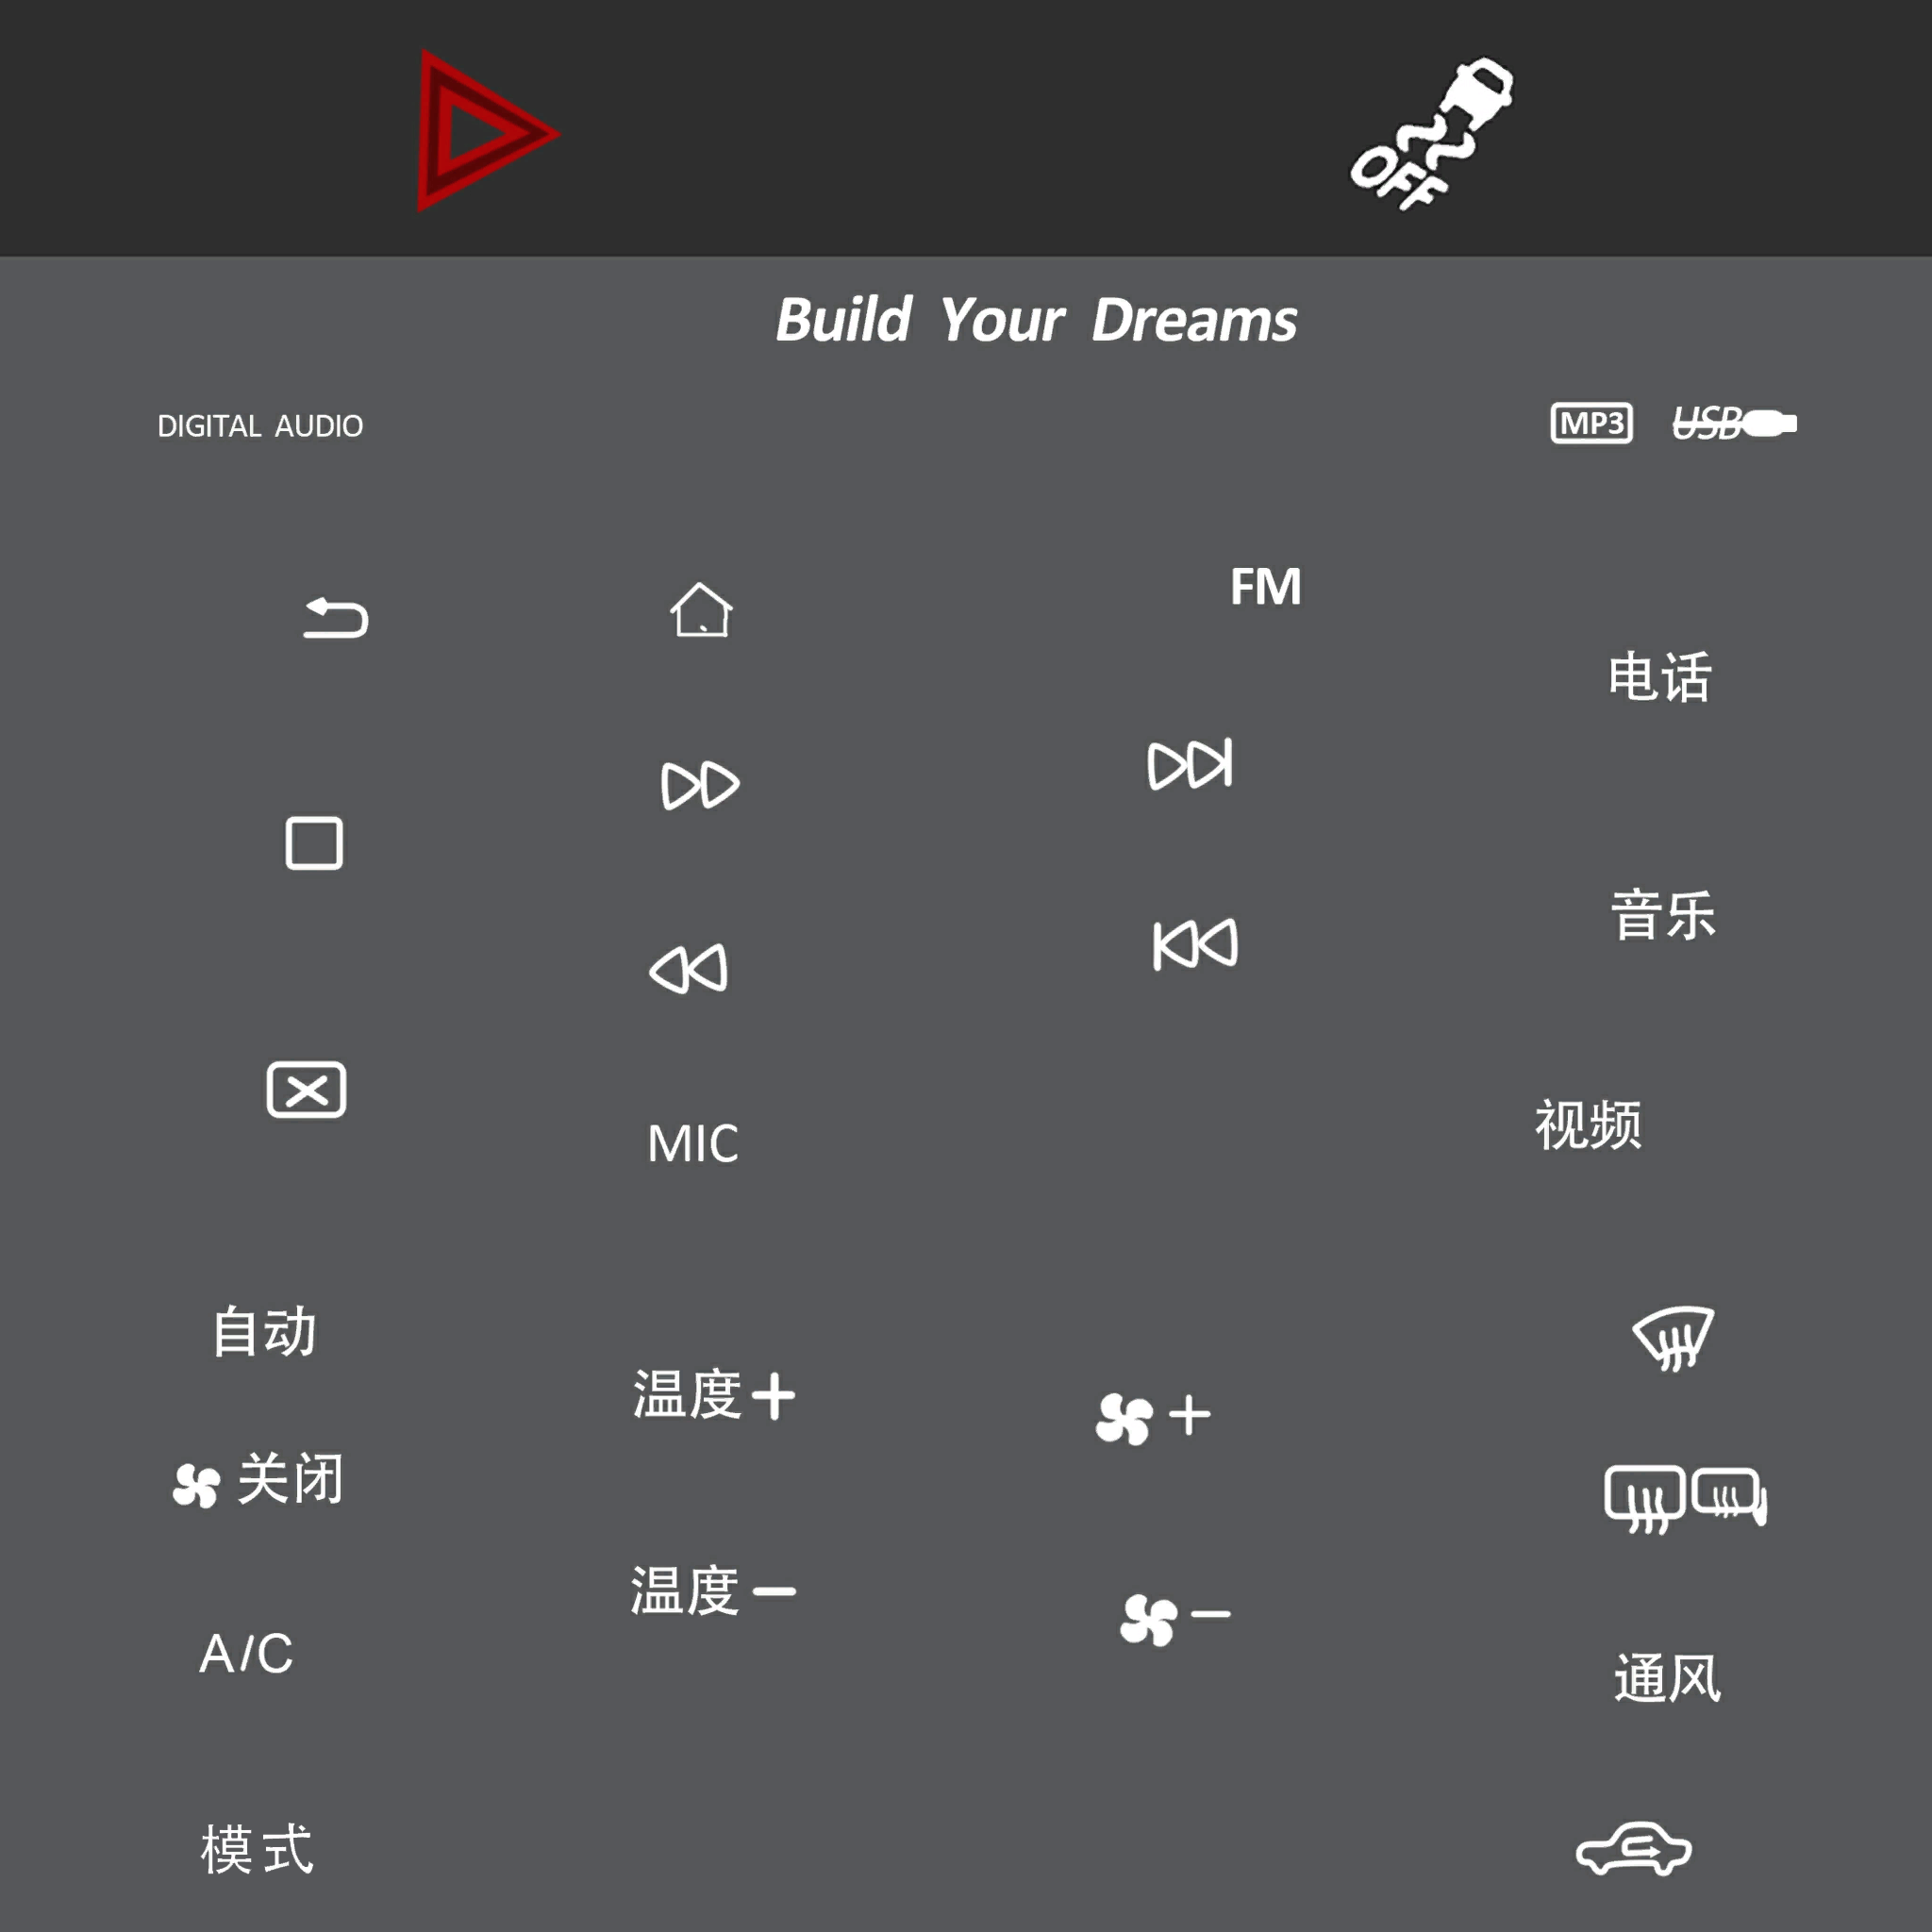 OFF
Build Your Dreams
DIGITAL AUDIO
MP3 USB
FM
电话
音乐
MIC
视频
自动
温度+
+
关闭
温度-
-
A/C
通风
模式